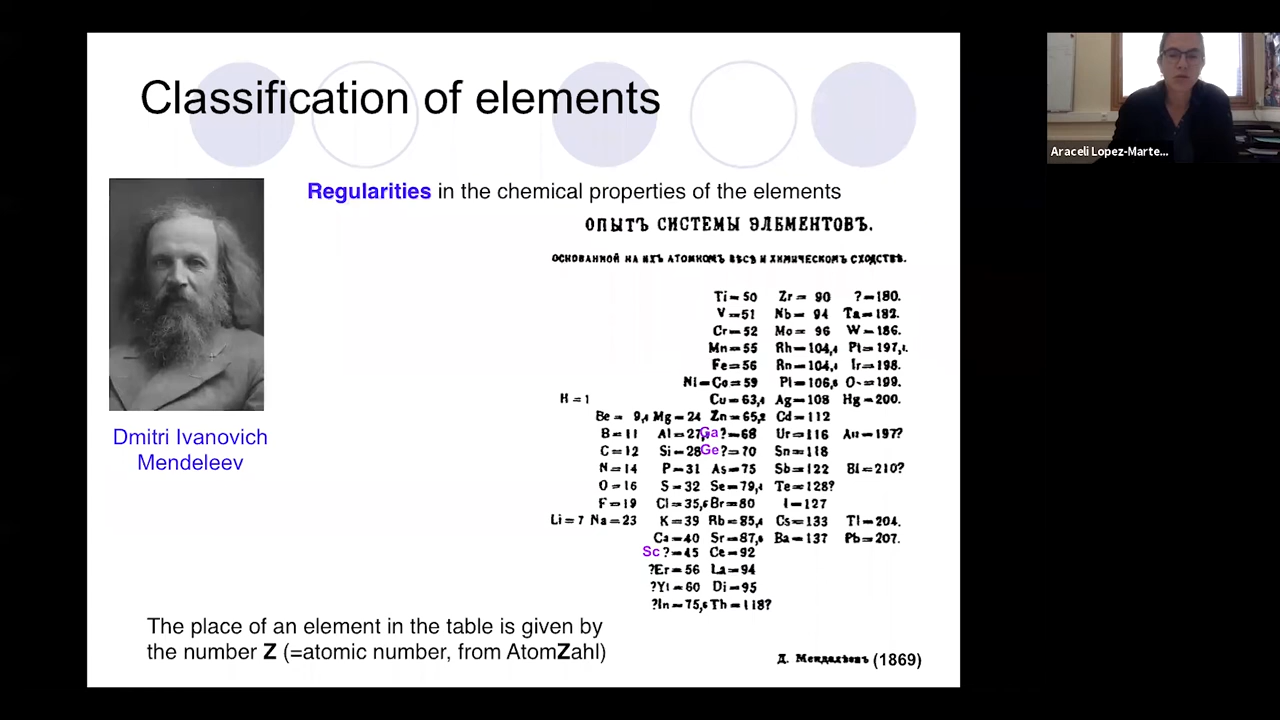 Classification of elements
Araceli Lopez-Marte...
Regularities in the chemical properties of the elements
ОПЫТЪ СИСТЕМЫ ЭЛЕМЕНТОВЪ.
ОСНОВАННОЙ НА ИХЪ АТОМНОМЪ ВѢСѢ И ХИМИЧЕСКОМЪ СХОДСТВѢ.
Ti=50 Zr= 90 ?=180.
V=51 Nb= 94 Ta=182.
Cr=52 Mo= 96 W=186.
Mn=55 Rh=104,4 Pt=197,1.
Fe=56 Rn=104,4 Ir=198.
Ni=Co=59 Pl=106,6 O-=199.
H=1 Cu=63,4 Ag=108 Hg=200.
Be= 9,4 Mg=24 Zn=65,2 Cd=112
B=11 Al=27,4 Ga ?=68 Ur=116 Au=197?
C=12 Si=28 Ge ?=70 Sn=118
N=14 P=31 As=75 Sb=122 Bi=210?
O=16 S=32 Se=79,4 Te=128?
F=19 Cl=35,5 Br=80 I=127
Li=7 Na=23 K=39 Rb=85,4 Cs=133 Tl=204.
Ca=40 Sr=87,6 Ba=137 Pb=207.
Sc ?=45 Ce=92
?Er=56 La=94
?Yt=60 Di=95
?In=75,6 Th=118?
Dmitri Ivanovich
Mendeleev
The place of an element in the table is given by
the number Z (=atomic number, from AtomZahl)
Д. Менделѣевъ (1869)